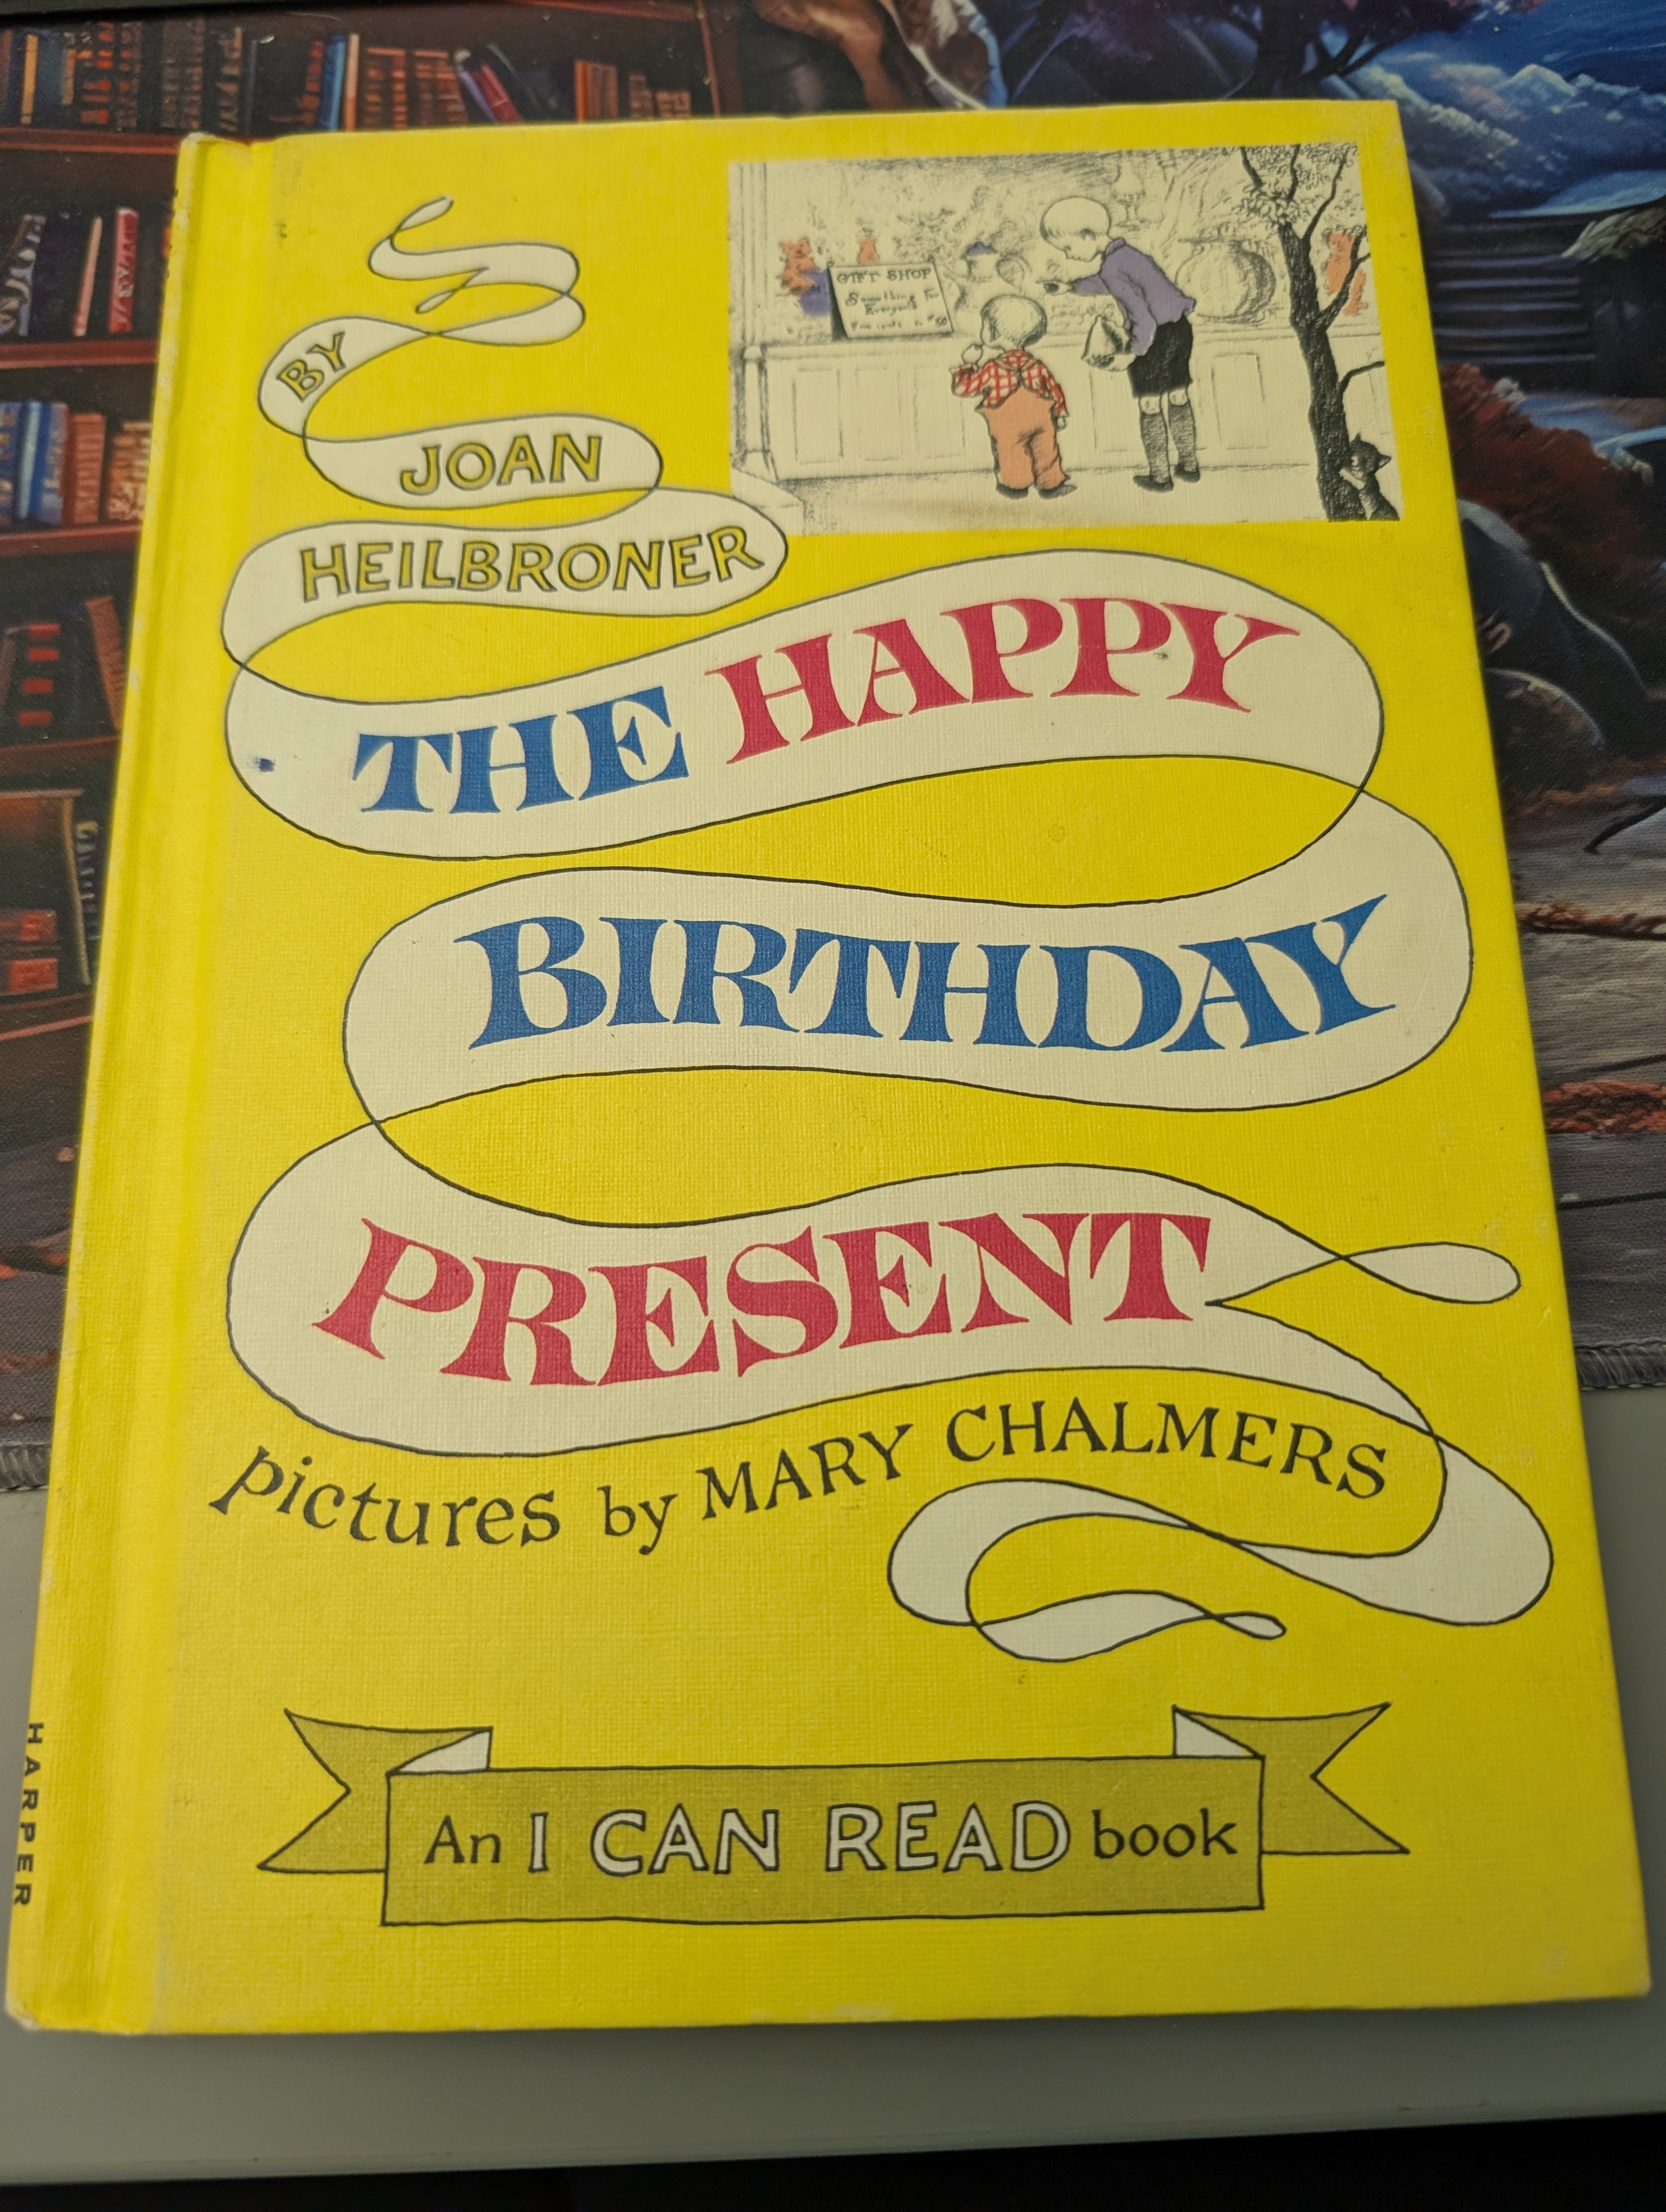 BY
JOAN
HEILBRONER
GIFT SHOP
Something For
Everyone
THE HAPPY
BIRTHDAY
PRESENT
pictures by MARY CHALMERS
An I CAN READ book
HARPER